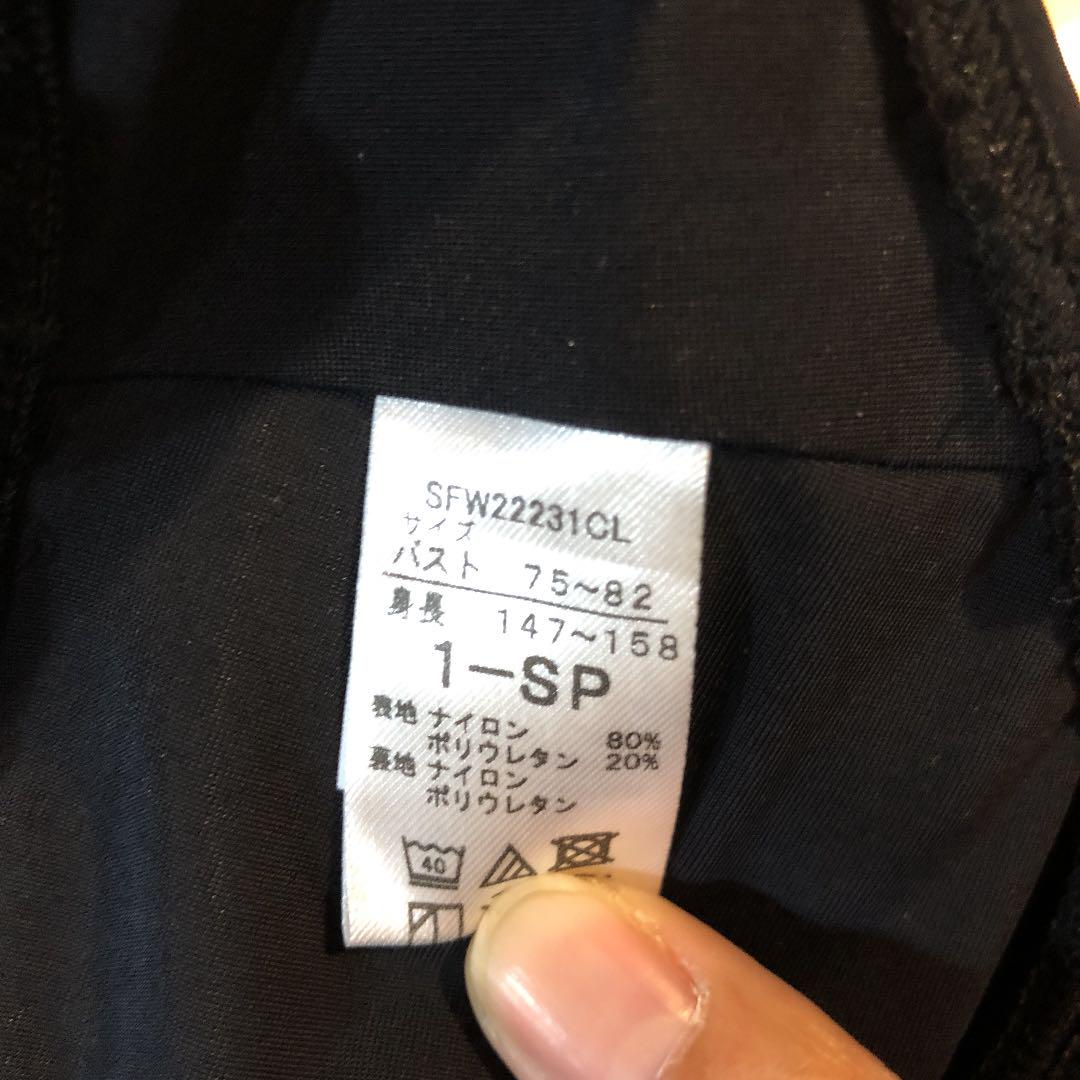 SFW22231CL
サイズ
バスト 75~82
身長 147~158
1-SP
表地 ナイロン
ポリウレタン 80%
裏地 ナイロン 20%
ポリウレタン
40